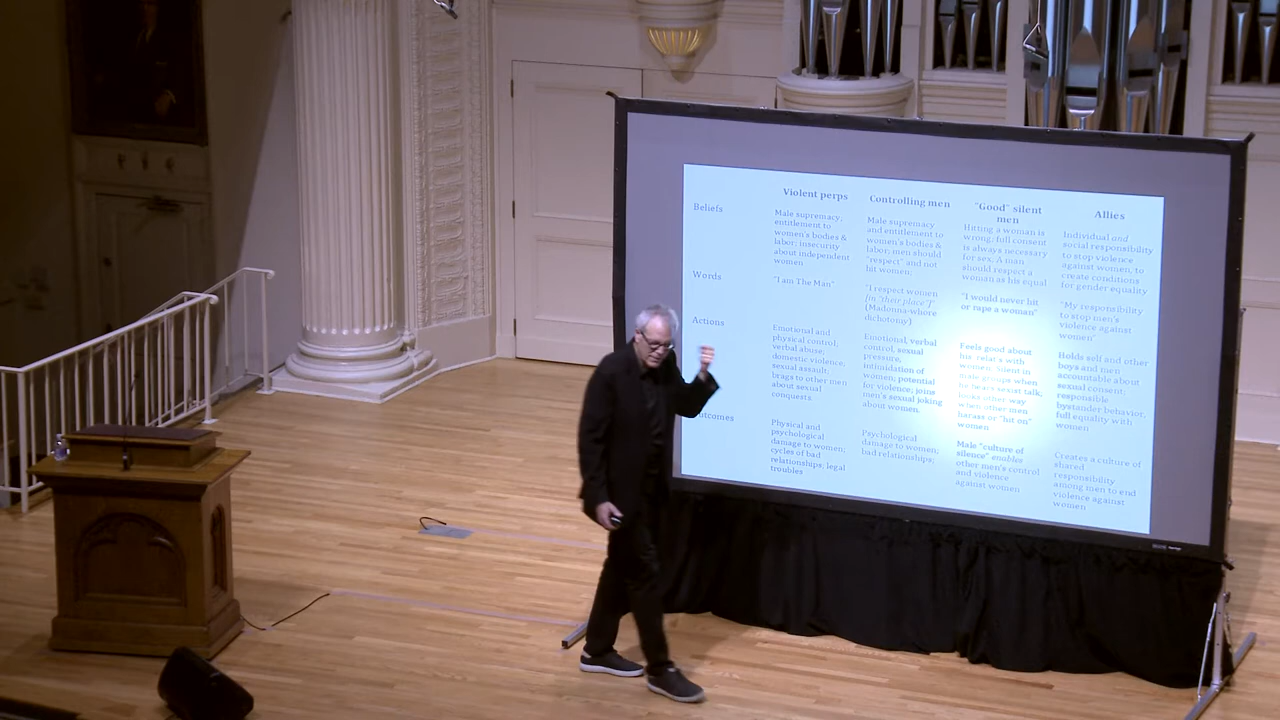 Violent perps
Controlling men
"Good" silent
men
Allies
Beliefs
Male supremacy,
entitlement to
women's bodies &
labor; insecurity
about independent
women
Male supremacy
and entitlement to
women's bodies &
labor; men should
"respect" and not
hit women;
Hitting a woman is
wrong; full consent
is always necessary
for sex. A man
should respect a
woman as his equal
Individual and
social responsibility
to stop violence
against women, to
create conditions
for gender equality
Words
"I am The Man"
"I respect women
[in "their place"]"
(Madonna-whore
dichotomy)
"I would never hit
or rape a woman"
"My responsibility
to stop men's
violence against
women"
Actions
Emotional and
physical control;
verbal abuse;
domestic violence;
sexual assault;
brags to other men
about sexual
conquests
Emotional, verbal
control, sexual
pressure,
intimidation of
women; potential
for violence; joins
men's sexual joking
about women.
Feels good about
his relat's with
women. Silent in
male groups when
he hears sexist talk;
looks other way
when other men
harass or "hit on"
women
Holds self and other
boys and men
accountable about
sexual consent;
responsible
bystander behavior,
full equality with
women
utcomes
Physical and
psychological
damage to women;
cycles of bad
relationships; legal
troubles
Psychological
damage to women;
bad relationships;
Male "culture of
silence" enables
other men's control
and violence
against women
Creates a culture of
shared
responsibility
among men to end
violence against
women